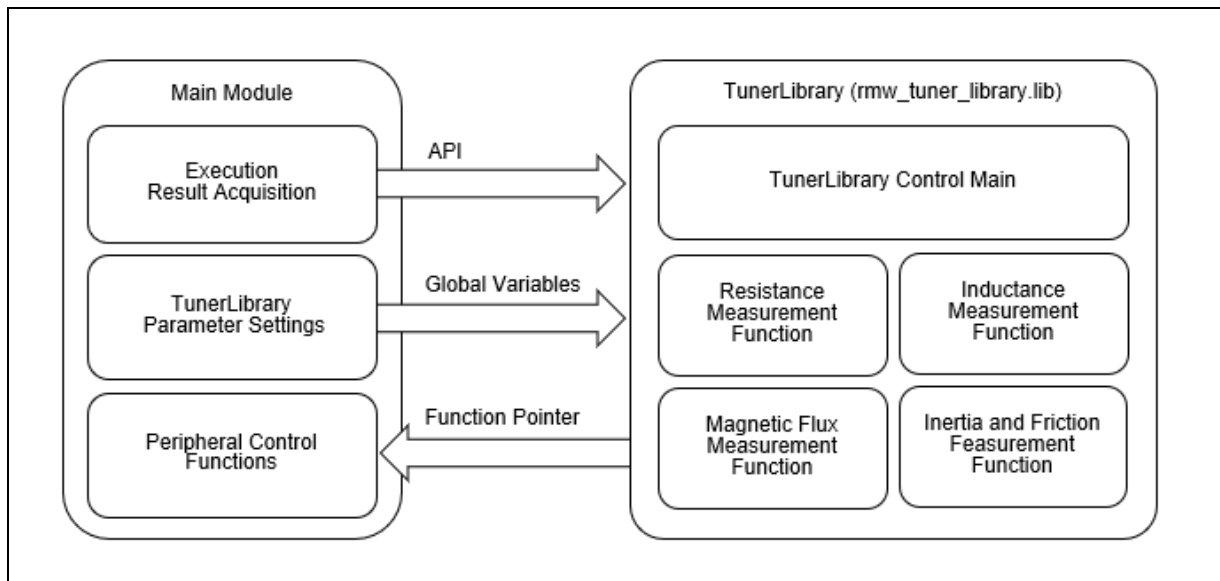 Main Module
Execution
Result Acquisition
TunerLibrary
Parameter Settings
Peripheral Control
Functions
API
Global Variables
Function Pointer
TunerLibrary (rmw_tuner_library.lib)
TunerLibrary Control Main
Resistance
Measurement
Function
Inductance
Measurement
Function
Magnetic Flux
Measurement
Function
Inertia and Friction
Feasurement
Function